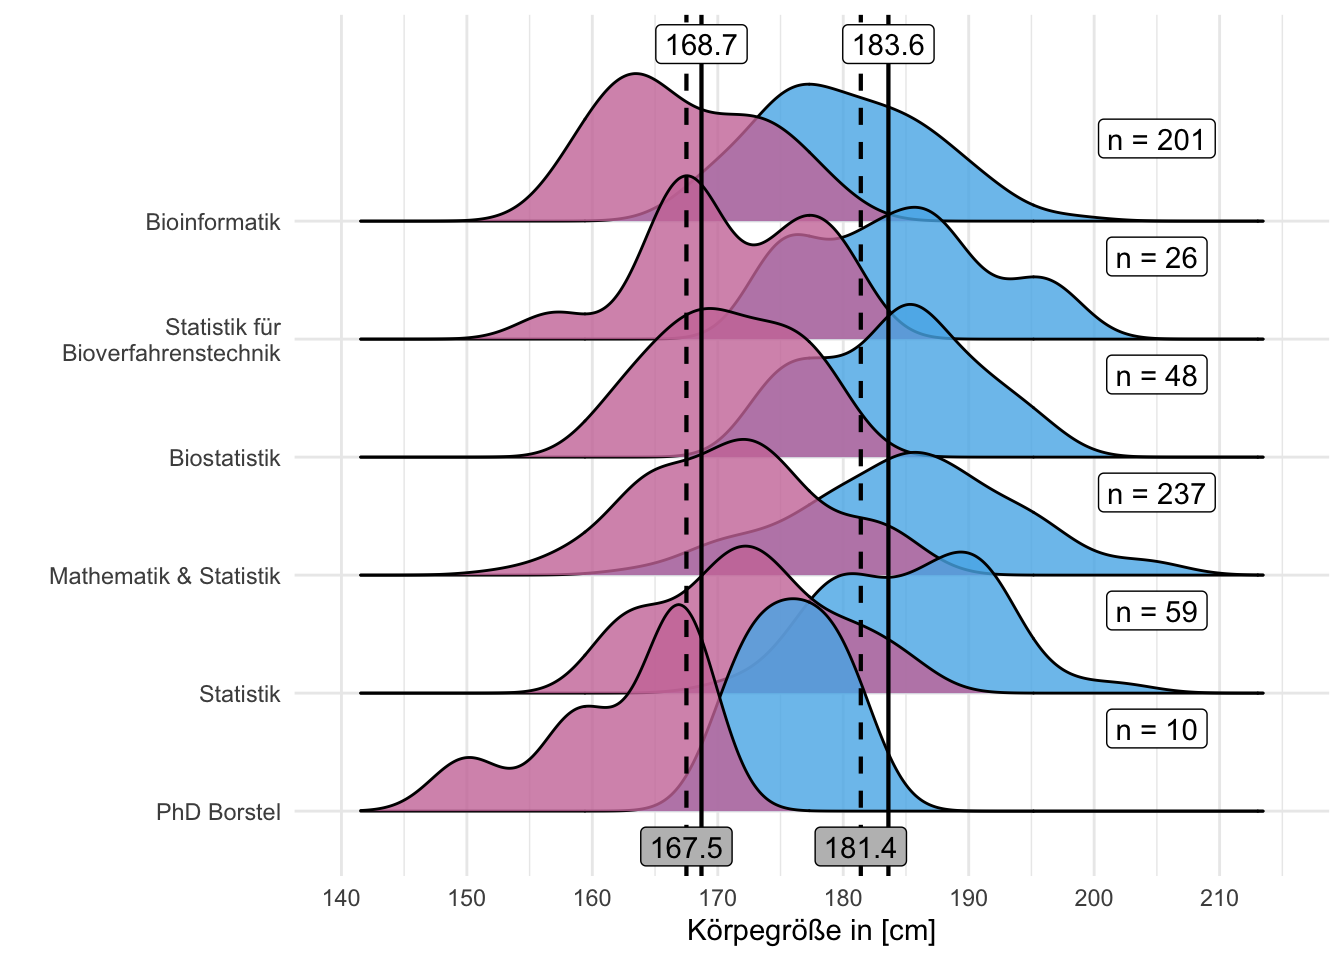 168.7
183.6
n = 201
Bioinformatik
n = 26
Statistik für
Bioverfahrenstechnik
n = 48
Biostatistik
n = 237
Mathematik & Statistik
n = 59
Statistik
n = 10
PhD Borstel
167.5
181.4
140 150 160 170 180 190 200 210
Körpegröße in [cm]